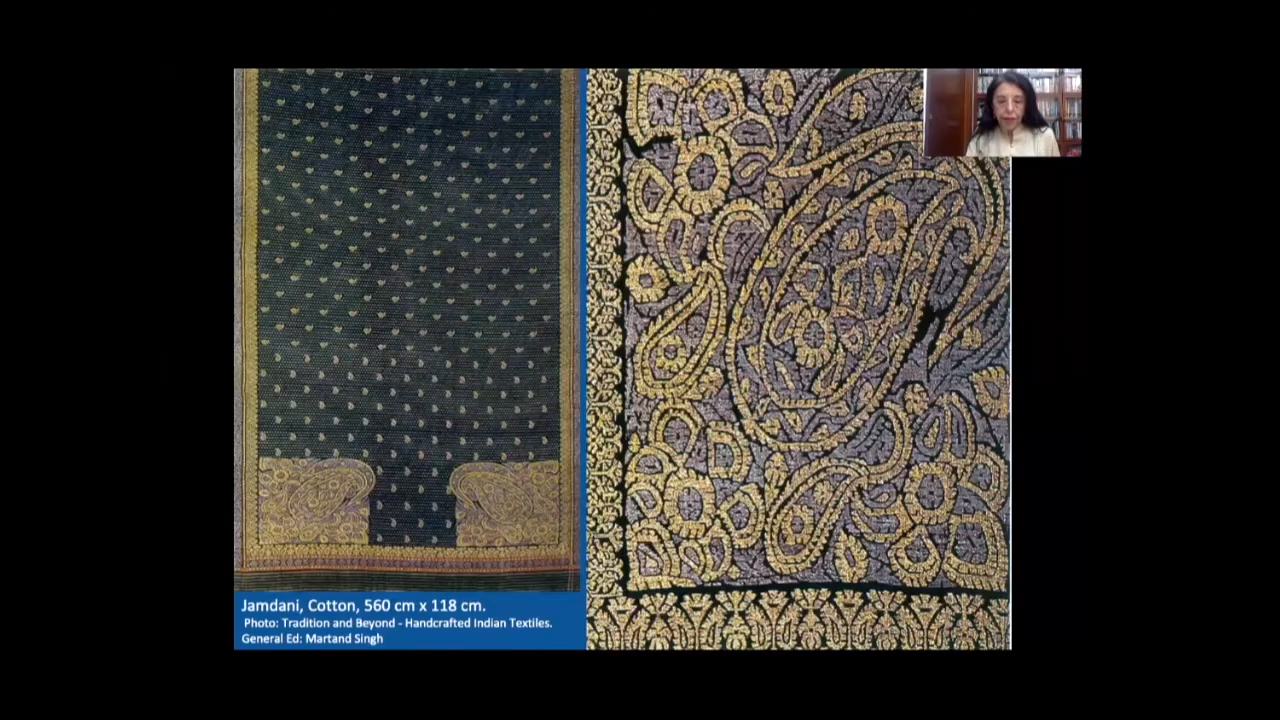 Jamdani, Cotton, 560 cm x 118 cm.
Photo: Tradition and Beyond - Handcrafted Indian Textiles.
General Ed: Martand Singh